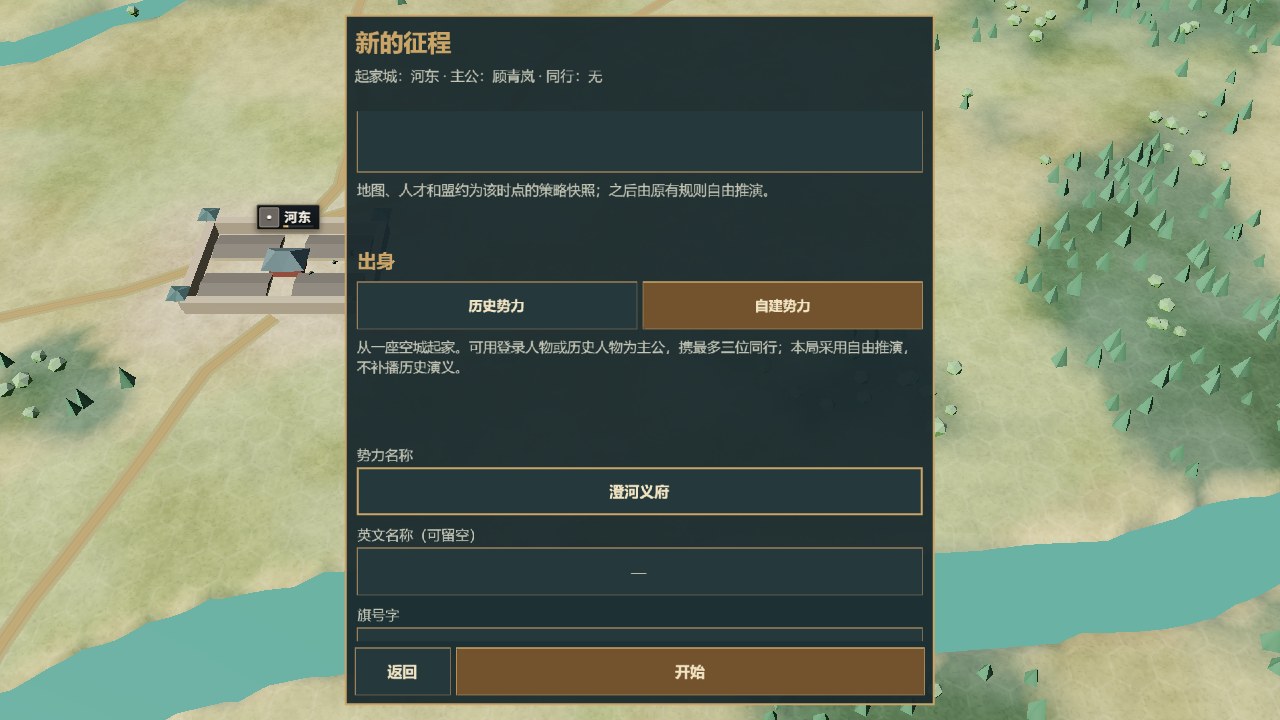 新的征程
起家城：河东 · 主公：顾青岚 · 同行：无
地图、人才和盟约为该时点的策略快照；之后由原有规则自由推演。
河东
出身
历史势力
自建势力
从一座空城起家。可用登录人物或历史人物为主公，携最多三位同行；本局采用自由推演，
不补播历史演义。
势力名称
澄河义府
英文名称（可留空）
—
旗号字
返回
开始